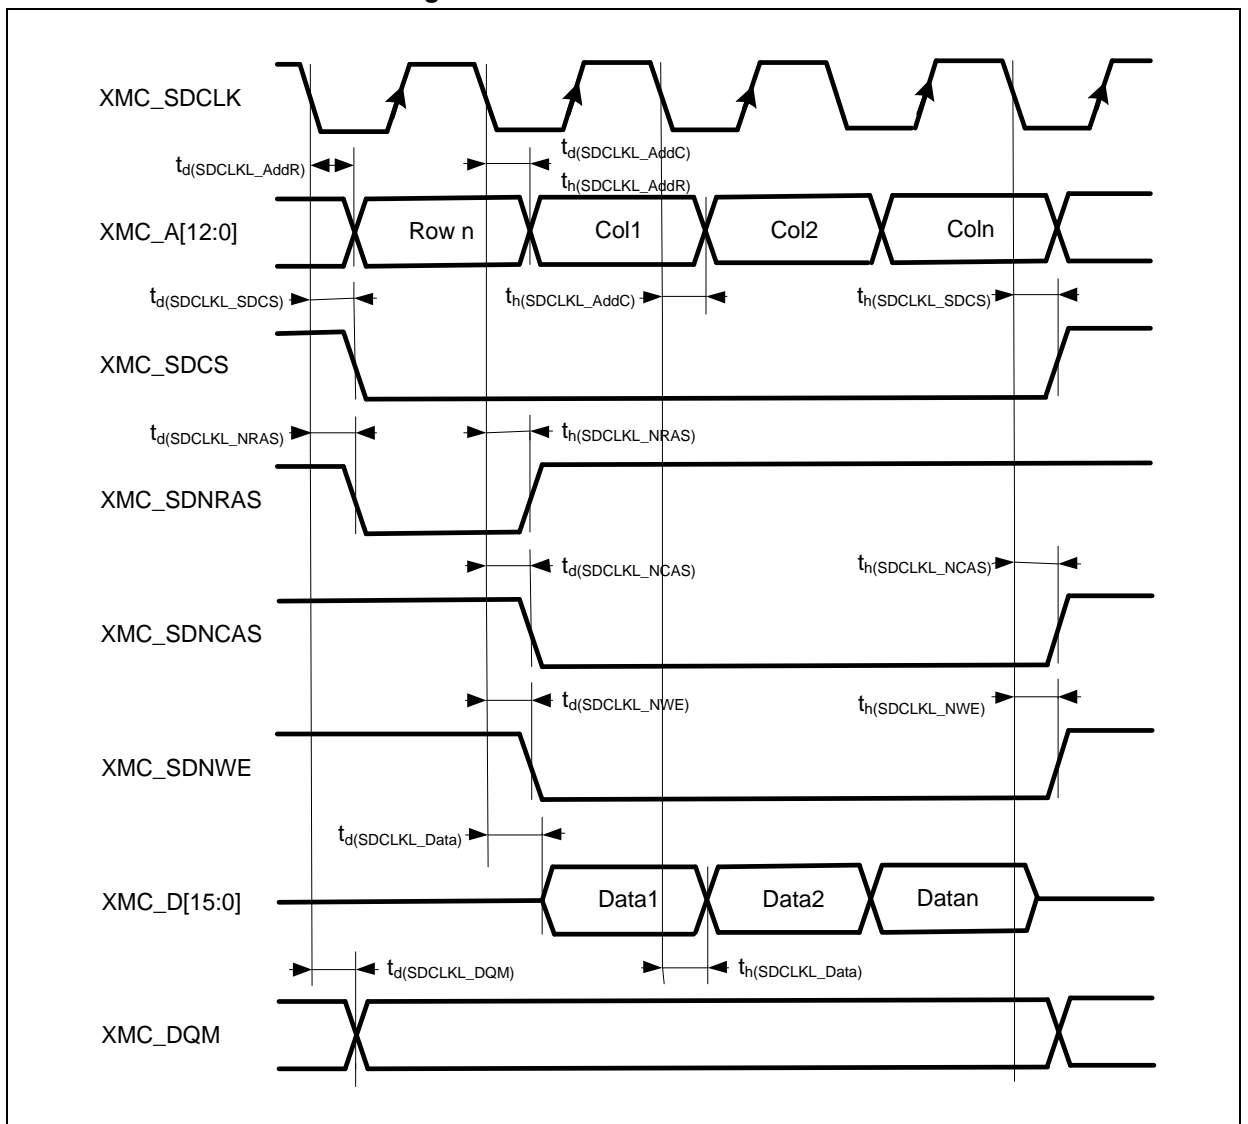 XMC_SDCLK
td(SDCLKL_AddR)
td(SDCLKL_AddC)
th(SDCLKL_AddR)
XMC_A[12:0]
Row n
Col1
Col2
Coln
td(SDCLKL_SDCS)
th(SDCLKL_AddC)
th(SDCLKL_SDCS)
XMC_SDCS
td(SDCLKL_NRAS)
th(SDCLKL_NRAS)
XMC_SDNRAS
td(SDCLKL_NCAS)
th(SDCLKL_NCAS)
XMC_SDNCAS
td(SDCLKL_NWE)
th(SDCLKL_NWE)
XMC_SDNWE
td(SDCLKL_Data)
XMC_D[15:0]
Data1
Data2
Datan
td(SDCLKL_DQM)
th(SDCLKL_Data)
XMC_DQM